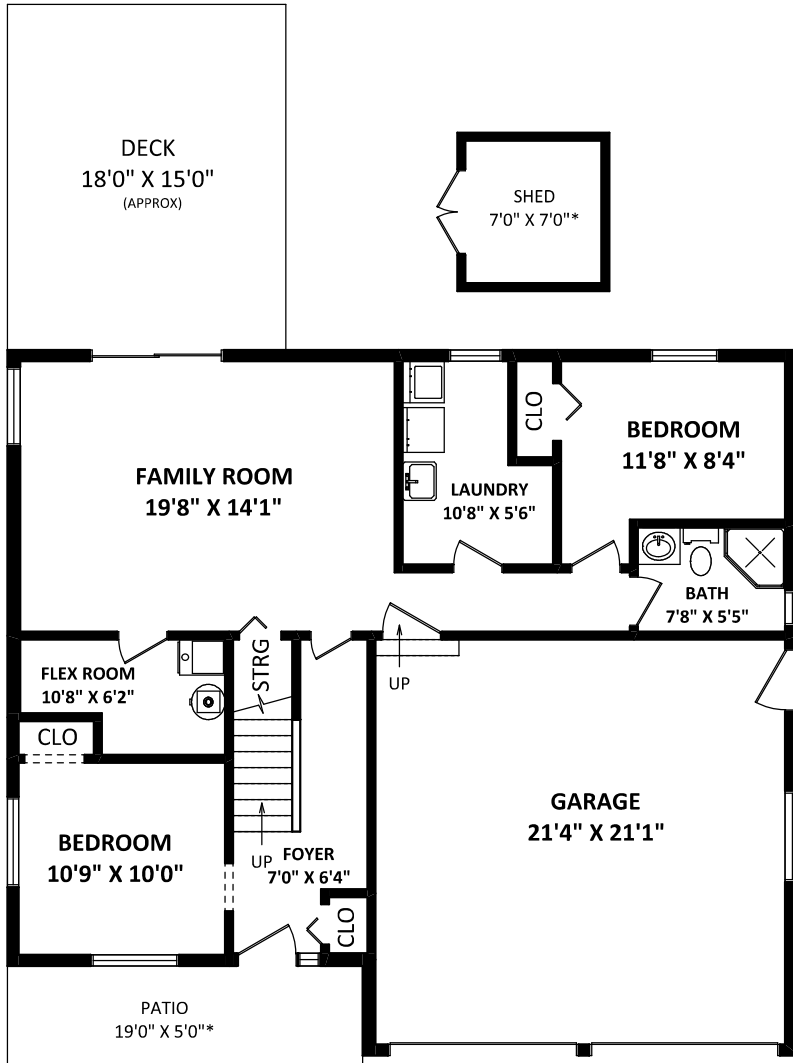 DECK
18'0" X 15'0"
(APPROX)
SHED
7'0" X 7'0"*
FAMILY ROOM
19'8" X 14'1"
CLO
BEDROOM
11'8" X 8'4"
LAUNDRY
10'8" X 5'6"
BATH
7'8" X 5'5"
FLEX ROOM
10'8" X 6'2"
STRG
UP
CLO
GARAGE
21'4" X 21'1"
BEDROOM
10'9" X 10'0"
UP
FOYER
7'0" X 6'4"
CLO
PATIO
19'0" X 5'0"*